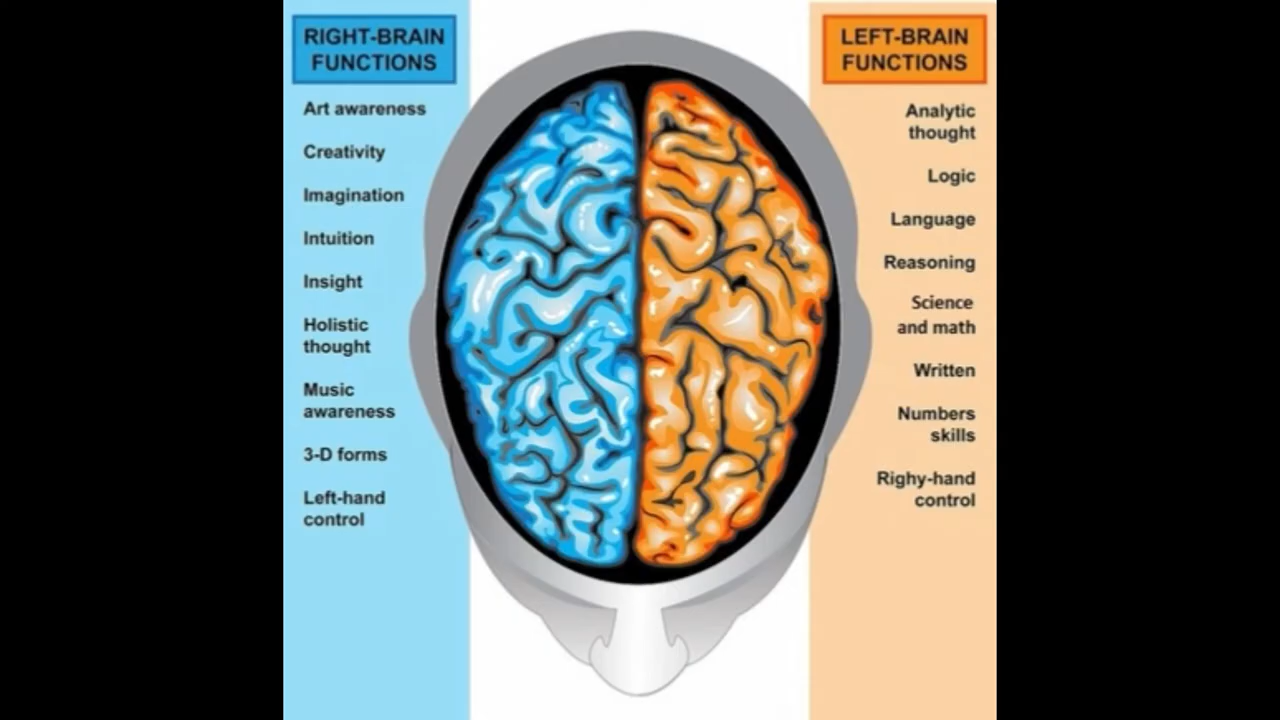 RIGHT-BRAIN
FUNCTIONS
Art awareness
Creativity
Imagination
Intuition
Insight
Holistic
thought
Music
awareness
3-D forms
Left-hand
control
LEFT-BRAIN
FUNCTIONS
Analytic
thought
Logic
Language
Reasoning
Science
and math
Written
Numbers
skills
Righy-hand
control